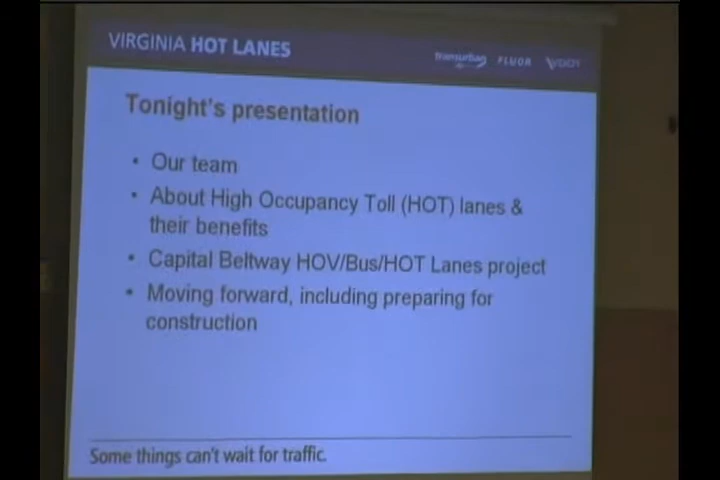 VIRGINIA HOT LANES
transurban FLUOR VDOT
Tonight's presentation
• Our team
• About High Occupancy Toll (HOT) lanes &
their benefits
• Capital Beltway HOV/Bus/HOT Lanes project
• Moving forward, including preparing for
construction
Some things can't wait for traffic.